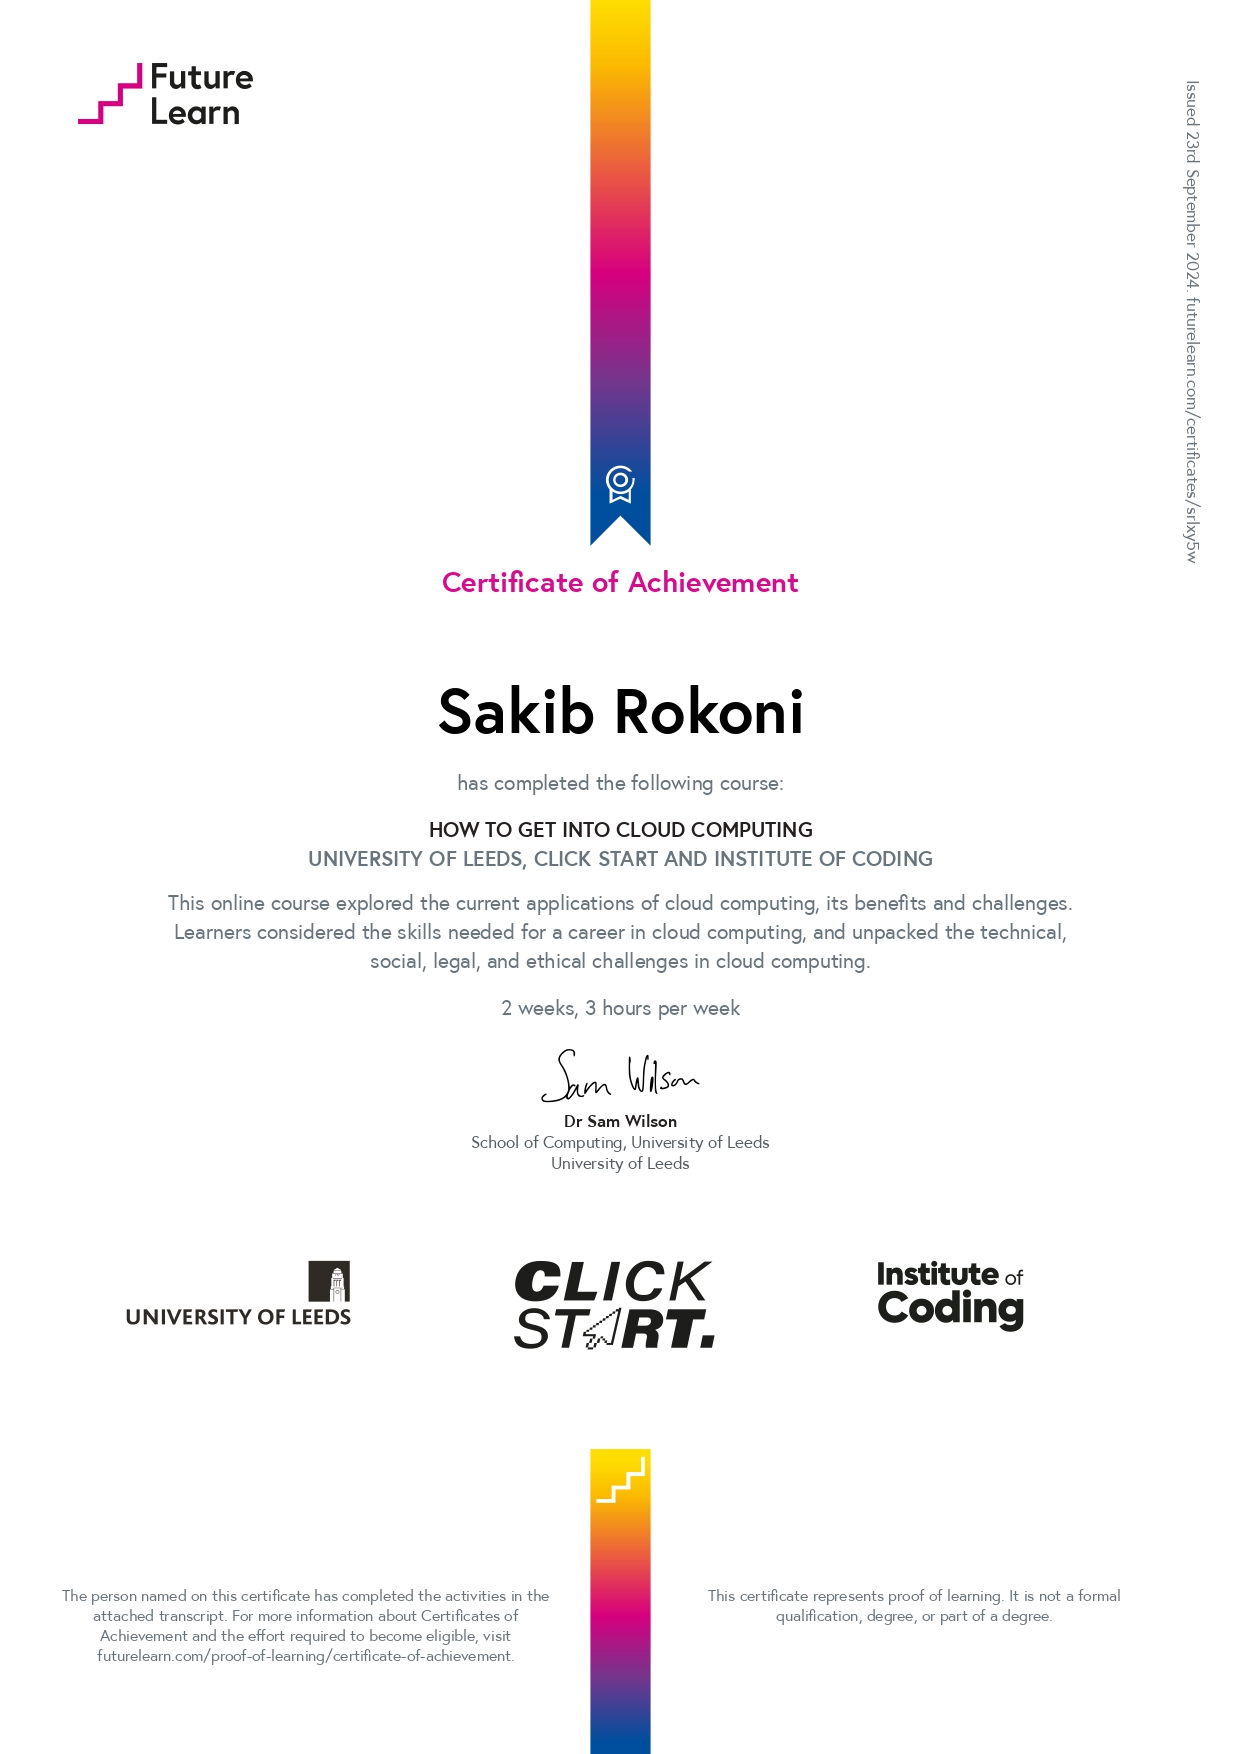 Future
Learn
Issued 23rd September 2024. futurelearn.com/certificates/srlxy5w
Certificate of Achievement
Sakib Rokoni
has completed the following course:
HOW TO GET INTO CLOUD COMPUTING
UNIVERSITY OF LEEDS, CLICK START AND INSTITUTE OF CODING
This online course explored the current applications of cloud computing, its benefits and challenges.
Learners considered the skills needed for a career in cloud computing, and unpacked the technical,
social, legal, and ethical challenges in cloud computing.
2 weeks, 3 hours per week
Sam Wilson
Dr Sam Wilson
School of Computing, University of Leeds
University of Leeds
UNIVERSITY OF LEEDS
CLICK
START.
Institute of
Coding
The person named on this certificate has completed the activities in the
attached transcript. For more information about Certificates of
Achievement and the effort required to become eligible, visit
futurelearn.com/proof-of-learning/certificate-of-achievement.
This certificate represents proof of learning. It is not a formal
qualification, degree, or part of a degree.